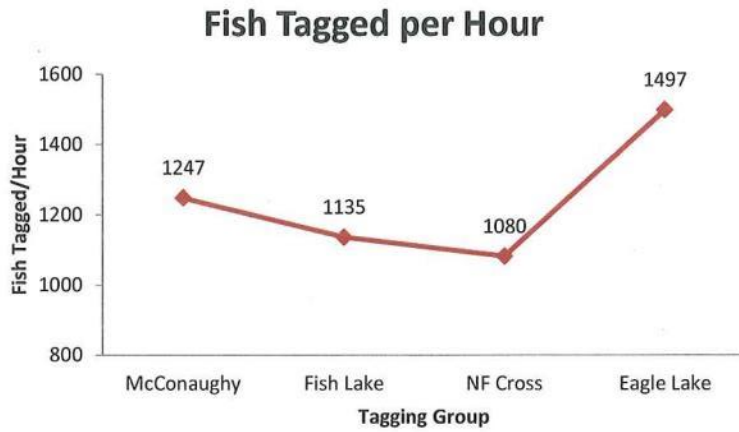 Fish Tagged per Hour
1600
1400
1200
1000
800
Fish Tagged/Hour
1247
1135
1080
1497
McConaughy
Fish Lake
NF Cross
Eagle Lake
Tagging Group